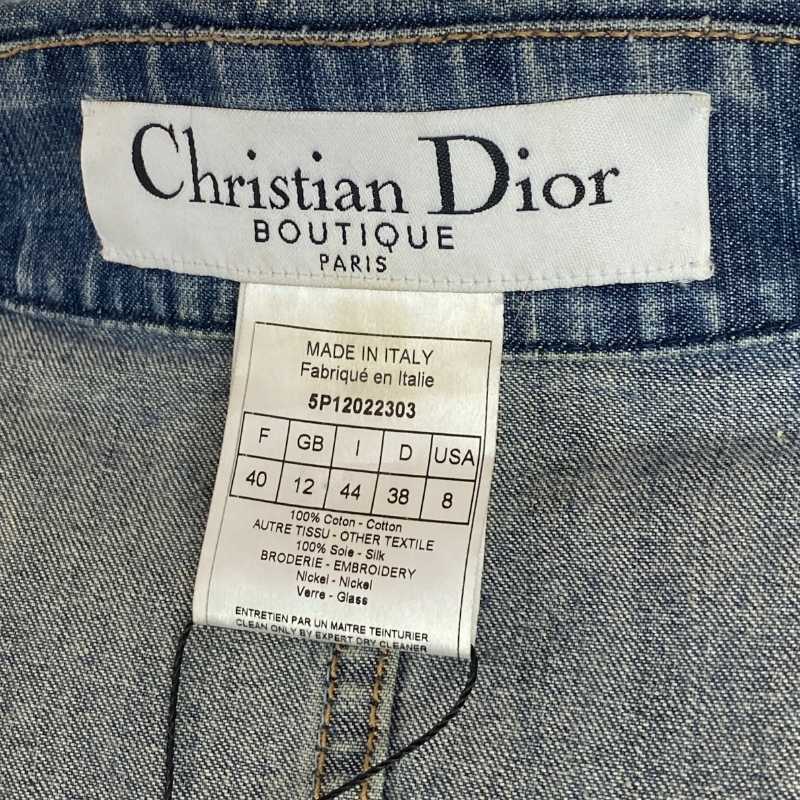 Christian Dior
BOUTIQUE
PARIS
MADE IN ITALY
Fabriqué en Italie
5P12022303
F GB I D USA
40 12 44 38 8
100% Coton - Cotton
AUTRE TISSU - OTHER TEXTILE
100% Soie - Silk
BRODERIE - EMBROIDERY
Nickel - Nickel
Verre - Glass
ENTRETIEN PAR UN MAITRE TEINTURIER
CLEAN ONLY BY EXPERT DRY CLEANER